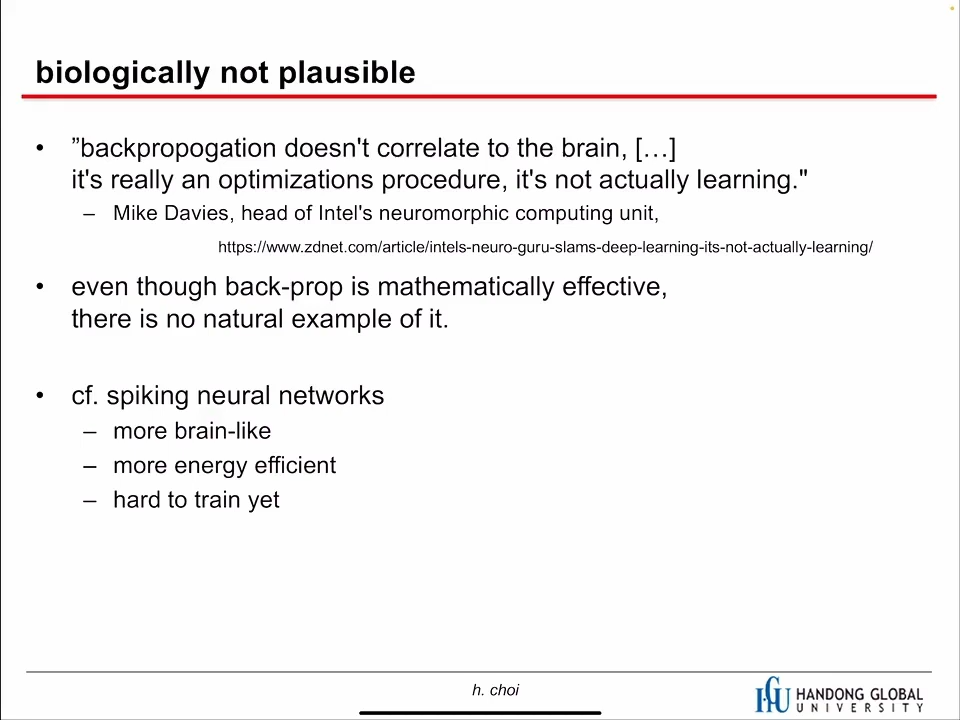 biologically not plausible
• ”backpropogation doesn't correlate to the brain, […]
it's really an optimizations procedure, it's not actually learning."
– Mike Davies, head of Intel's neuromorphic computing unit,
https://www.zdnet.com/article/intels-neuro-guru-slams-deep-learning-its-not-actually-learning/
• even though back-prop is mathematically effective,
there is no natural example of it.
• cf. spiking neural networks
– more brain-like
– more energy efficient
– hard to train yet
h. choi
HGU HANDONG GLOBAL
UNIVERSITY